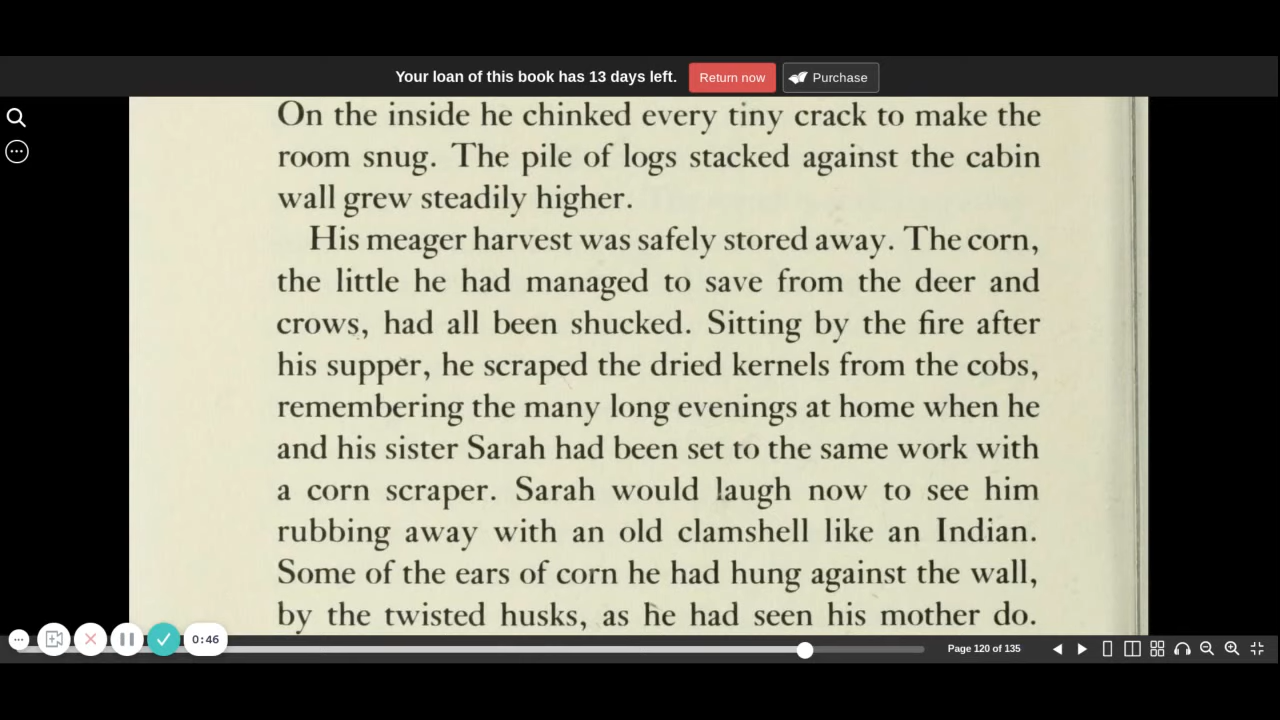 Your loan of this book has 13 days left. Return now Purchase
On the inside he chinked every tiny crack to make the
room snug. The pile of logs stacked against the cabin
wall grew steadily higher.
His meager harvest was safely stored away. The corn,
the little he had managed to save from the deer and
crows, had all been shucked. Sitting by the fire after
his supper, he scraped the dried kernels from the cobs,
remembering the many long evenings at home when he
and his sister Sarah had been set to the same work with
a corn scraper. Sarah would laugh now to see him
rubbing away with an old clamshell like an Indian.
Some of the ears of corn he had hung against the wall,
by the twisted husks, as he had seen his mother do.
0:46
Page 120 of 135